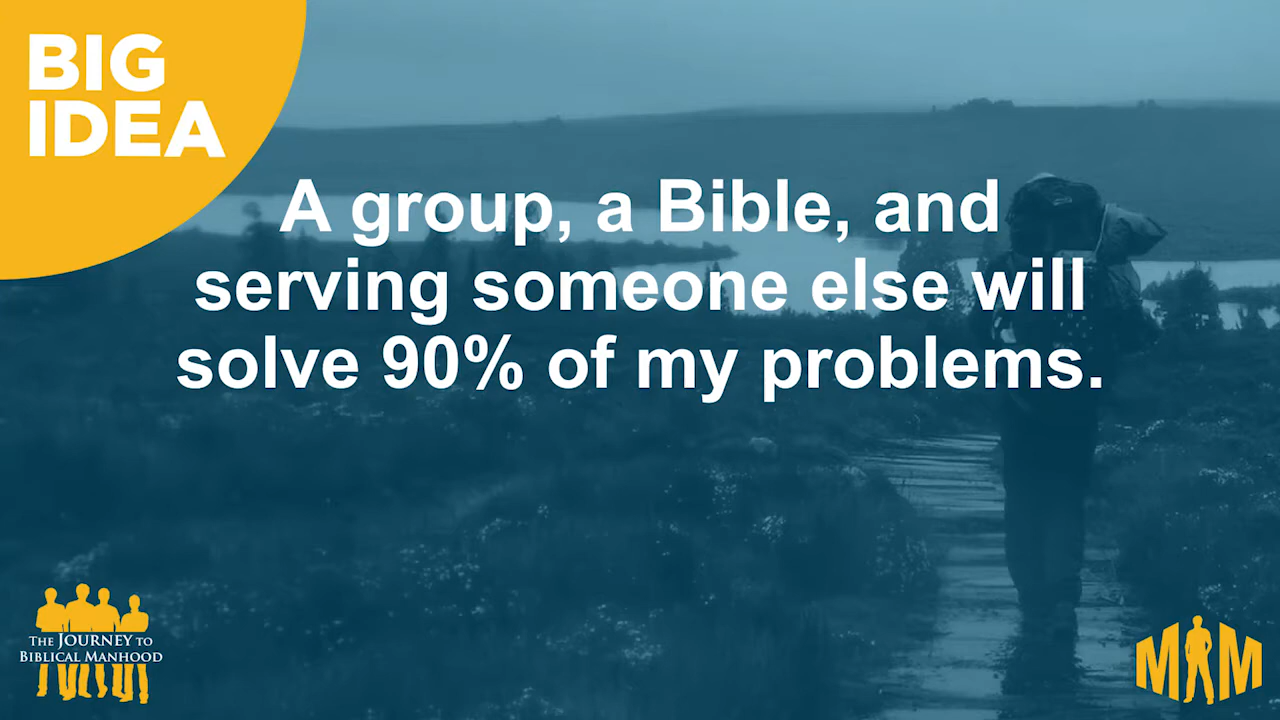 BIG
IDEA
A group, a Bible, and
serving someone else will
solve 90% of my problems.
THE JOURNEY TO
BIBLICAL MANHOOD
MM